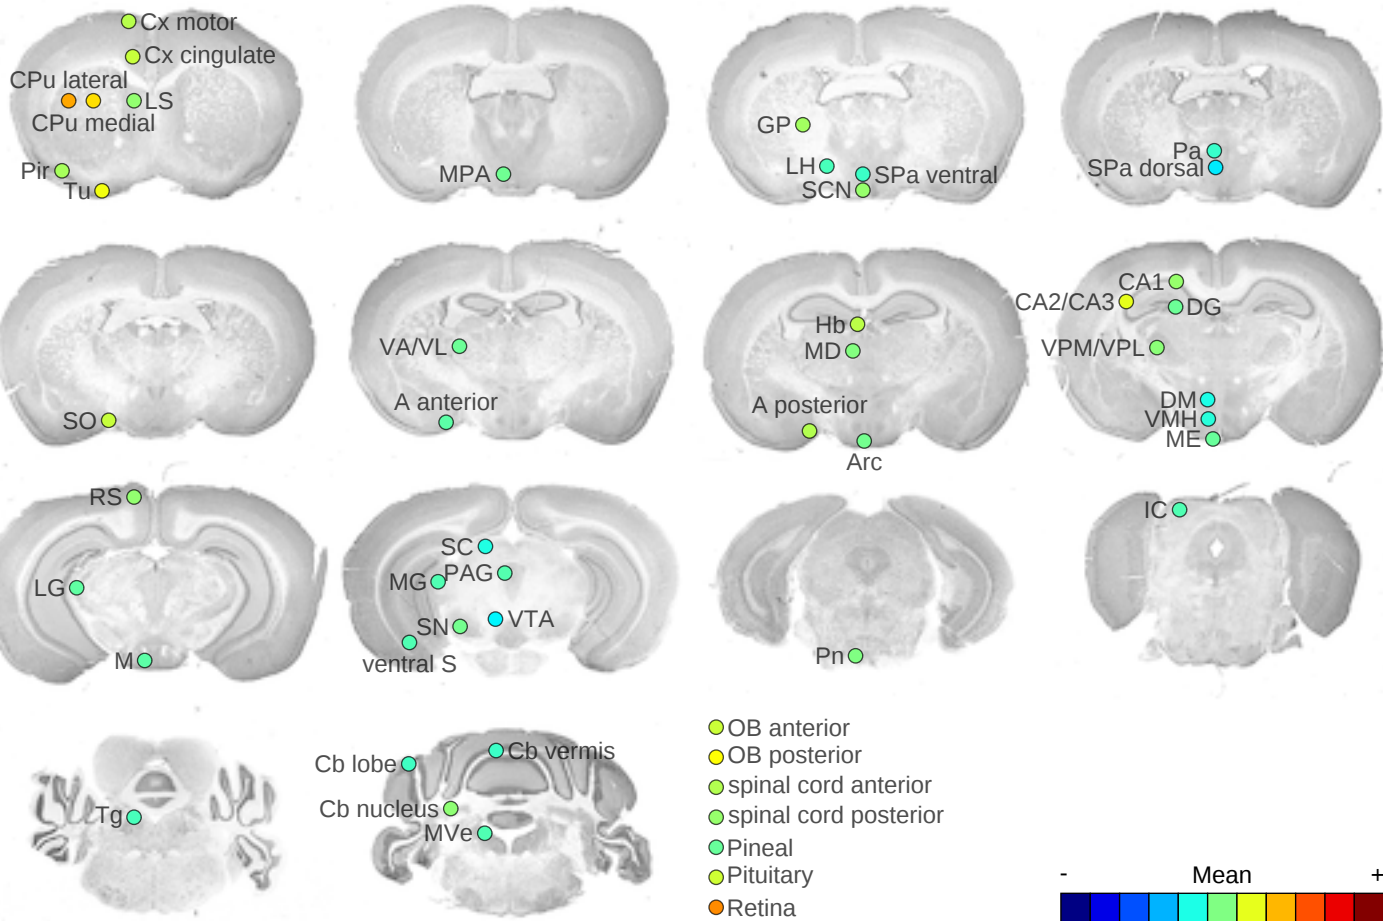 Cx motor
Cx cingulate
CPu lateral
LS
CPu medial
Pir
Tu
MPA
GP
LH
SPa ventral
SCN
Pa
SPa dorsal
SO
VA/VL
A anterior
Hb
MD
A posterior
Arc
CA1
CA2/CA3
DG
VPM/VPL
DM
VMH
ME
RS
LG
M
SC
MG
PAG
SN
VTA
ventral S
Pn
IC
Tg
Cb lobe
Cb vermis
Cb nucleus
MVe
OB anterior
OB posterior
spinal cord anterior
spinal cord posterior
Pineal
Pituitary
Retina
- Mean +